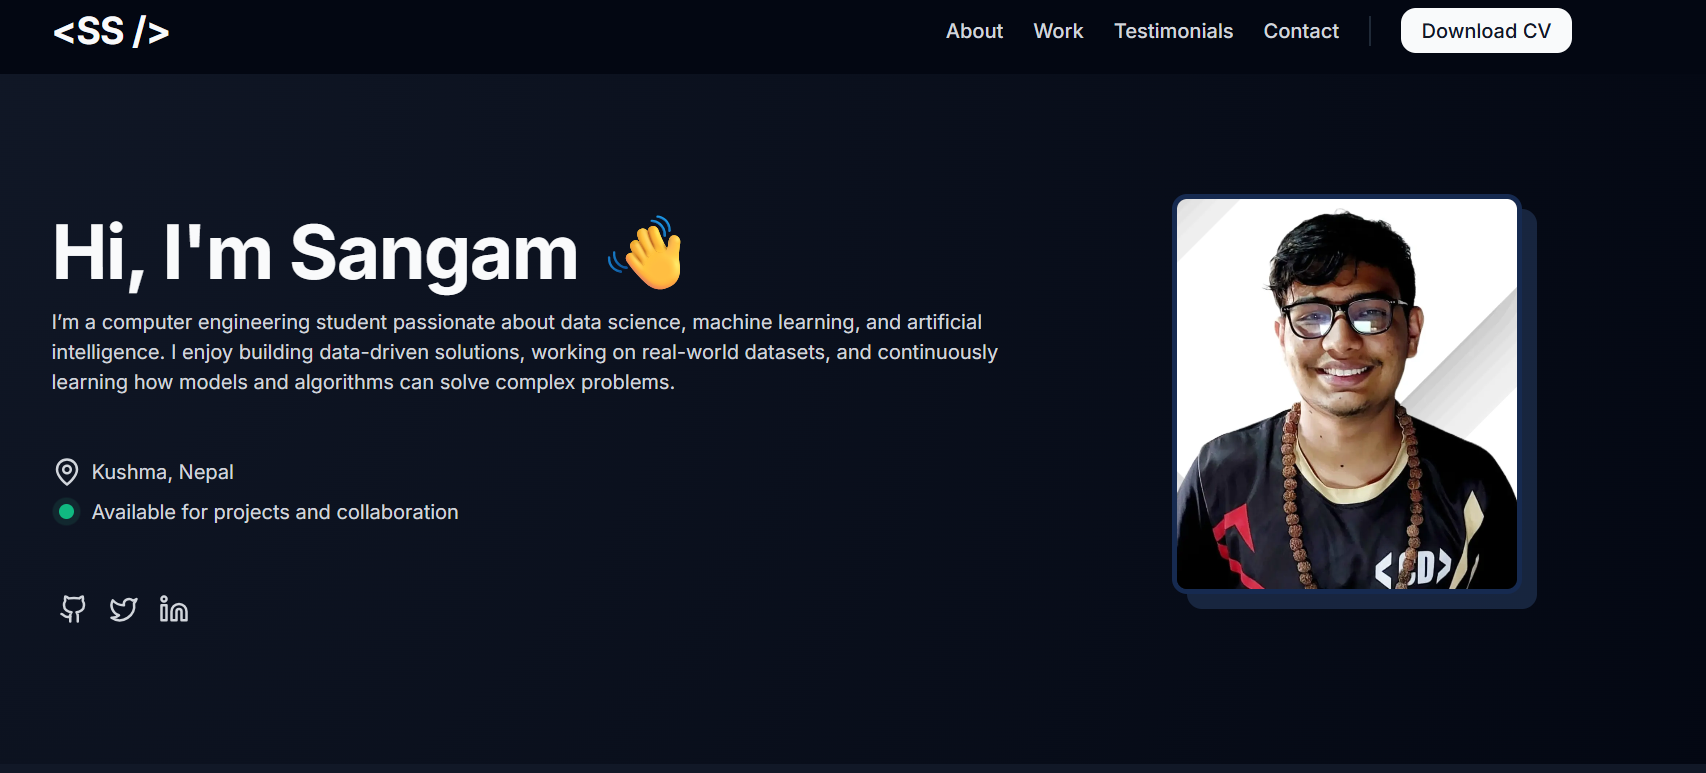 <SS />
About Work Testimonials Contact Download CV
Hi, I'm Sangam 👋
I’m a computer engineering student passionate about data science, machine learning, and artificial
intelligence. I enjoy building data-driven solutions, working on real-world datasets, and continuously
learning how models and algorithms can solve complex problems.
Kushma, Nepal
Available for projects and collaboration